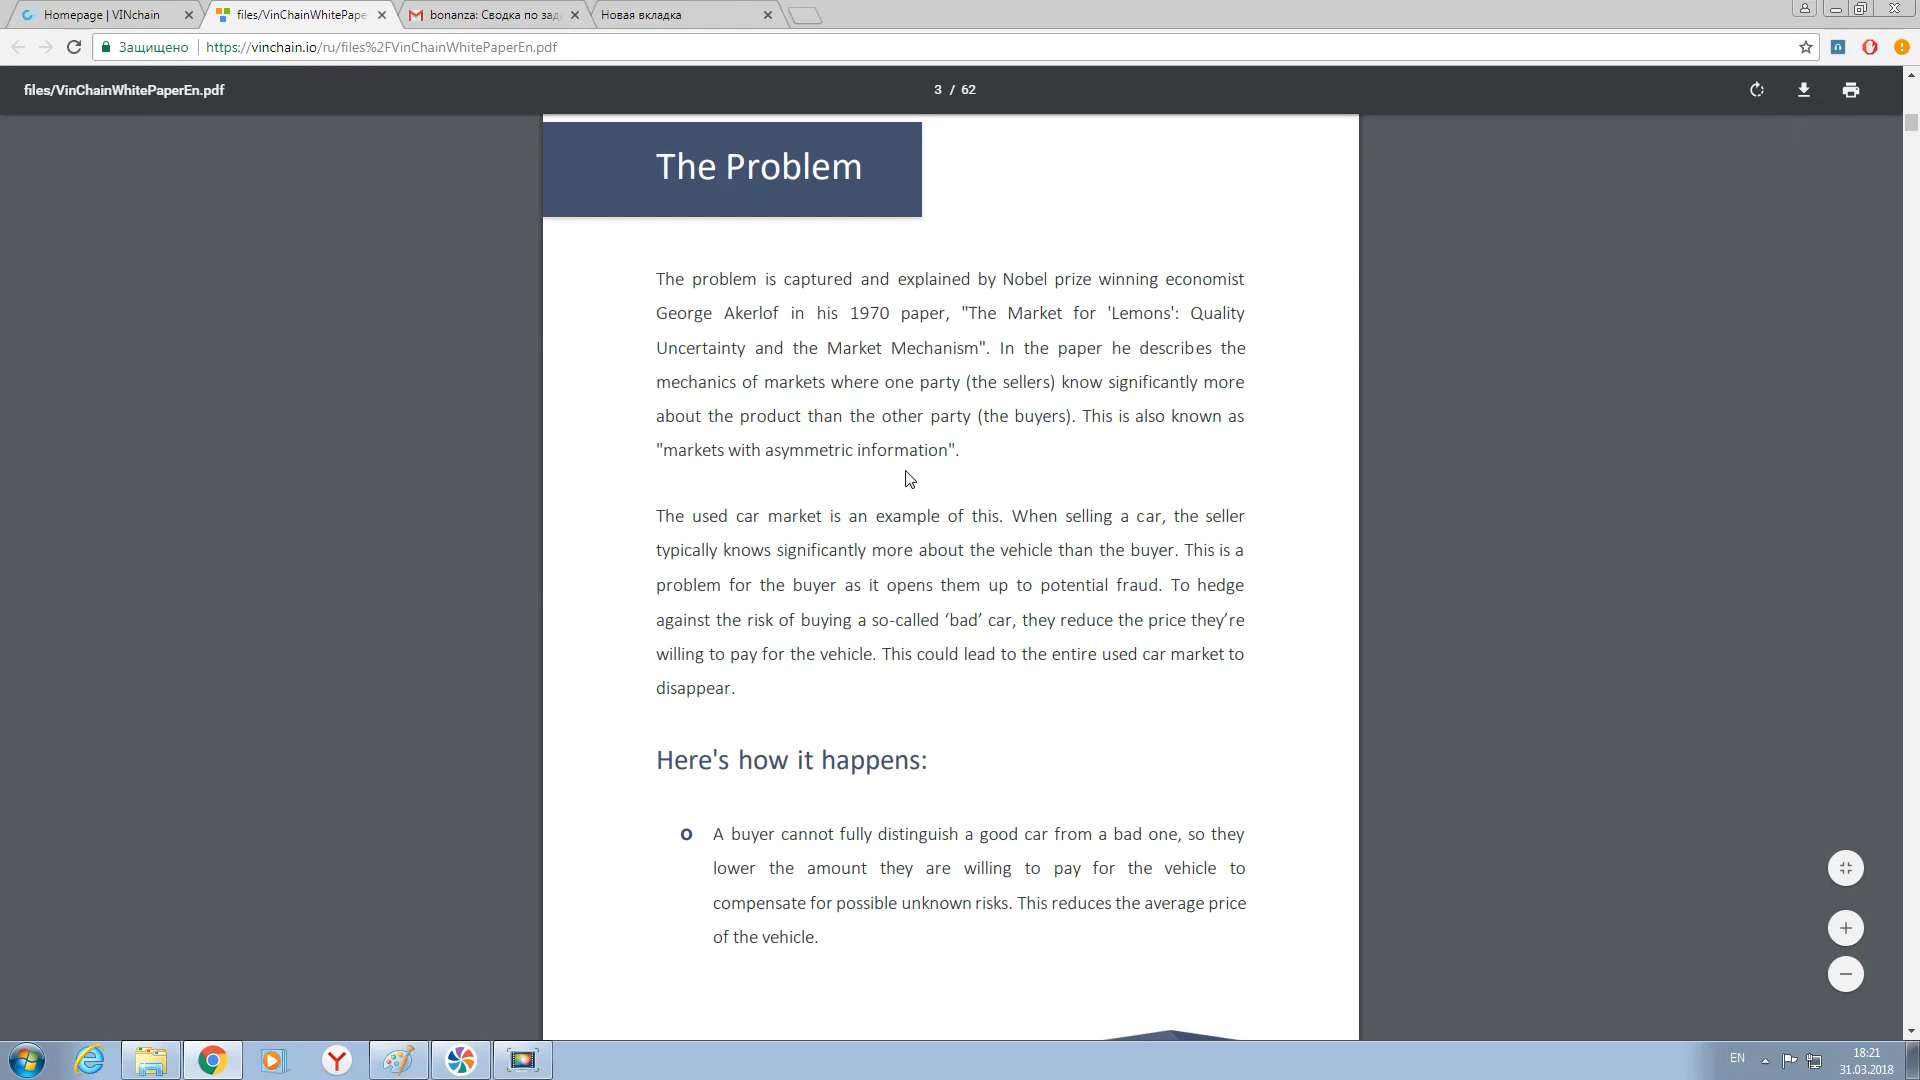 Homepage | VINchain
files/VinChainWhitePape
bonanza: Сводка по зад
Новая вкладка
Защищено
https://vinchain.io/ru/files%2FVinChainWhitePaperEn.pdf
files/VinChainWhitePaperEn.pdf
3 / 62
The Problem
The problem is captured and explained by Nobel prize winning economist
George Akerlof in his 1970 paper, "The Market for 'Lemons': Quality
Uncertainty and the Market Mechanism". In the paper he describes the
mechanics of markets where one party (the sellers) know significantly more
about the product than the other party (the buyers). This is also known as
"markets with asymmetric information".
The used car market is an example of this. When selling a car, the seller
typically knows significantly more about the vehicle than the buyer. This is a
problem for the buyer as it opens them up to potential fraud. To hedge
against the risk of buying a so-called ‘bad’ car, they reduce the price they’re
willing to pay for the vehicle. This could lead to the entire used car market to
disappear.
Here's how it happens:
o A buyer cannot fully distinguish a good car from a bad one, so they
lower the amount they are willing to pay for the vehicle to
compensate for possible unknown risks. This reduces the average price
of the vehicle.
EN
18:21
31.03.2018